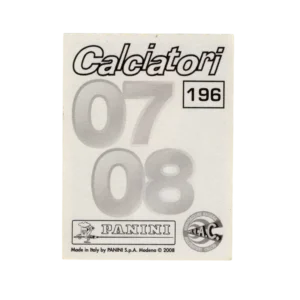 Calciatori
196
07
08
PANINI
Made in Italy by PANINI S.p.A. Modena © 2008